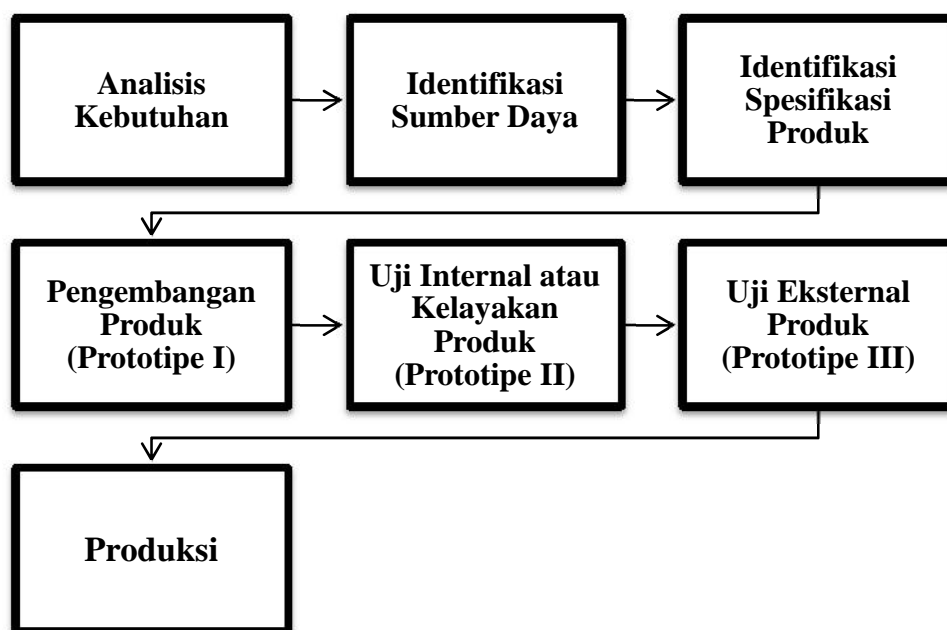 Analisis
Kebutuhan
Identifikasi
Sumber Daya
Identifikasi
Spesifikasi
Produk
Pengembangan
Produk
(Prototipe I)
Uji Internal atau
Kelayakan
Produk
(Prototipe II)
Uji Eksternal
Produk
(Prototipe III)
Produksi